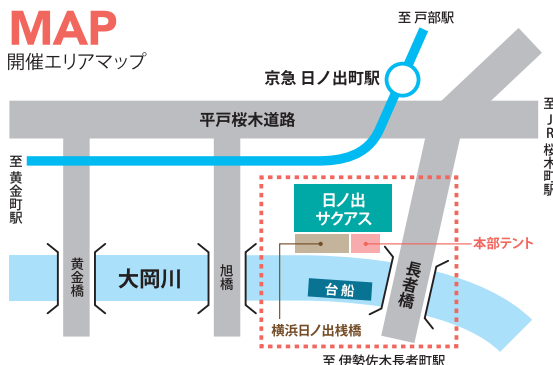 MAP
開催エリアマップ
至 戸部駅
京急 日ノ出町駅
平戸桜木道路
至 JR 桜木町駅
至 黄金町駅
日ノ出
サクアス
本部テント
黄金橋
大岡川
旭橋
長者橋
台船
横浜日ノ出桟橋
至 伊勢佐木長者町駅